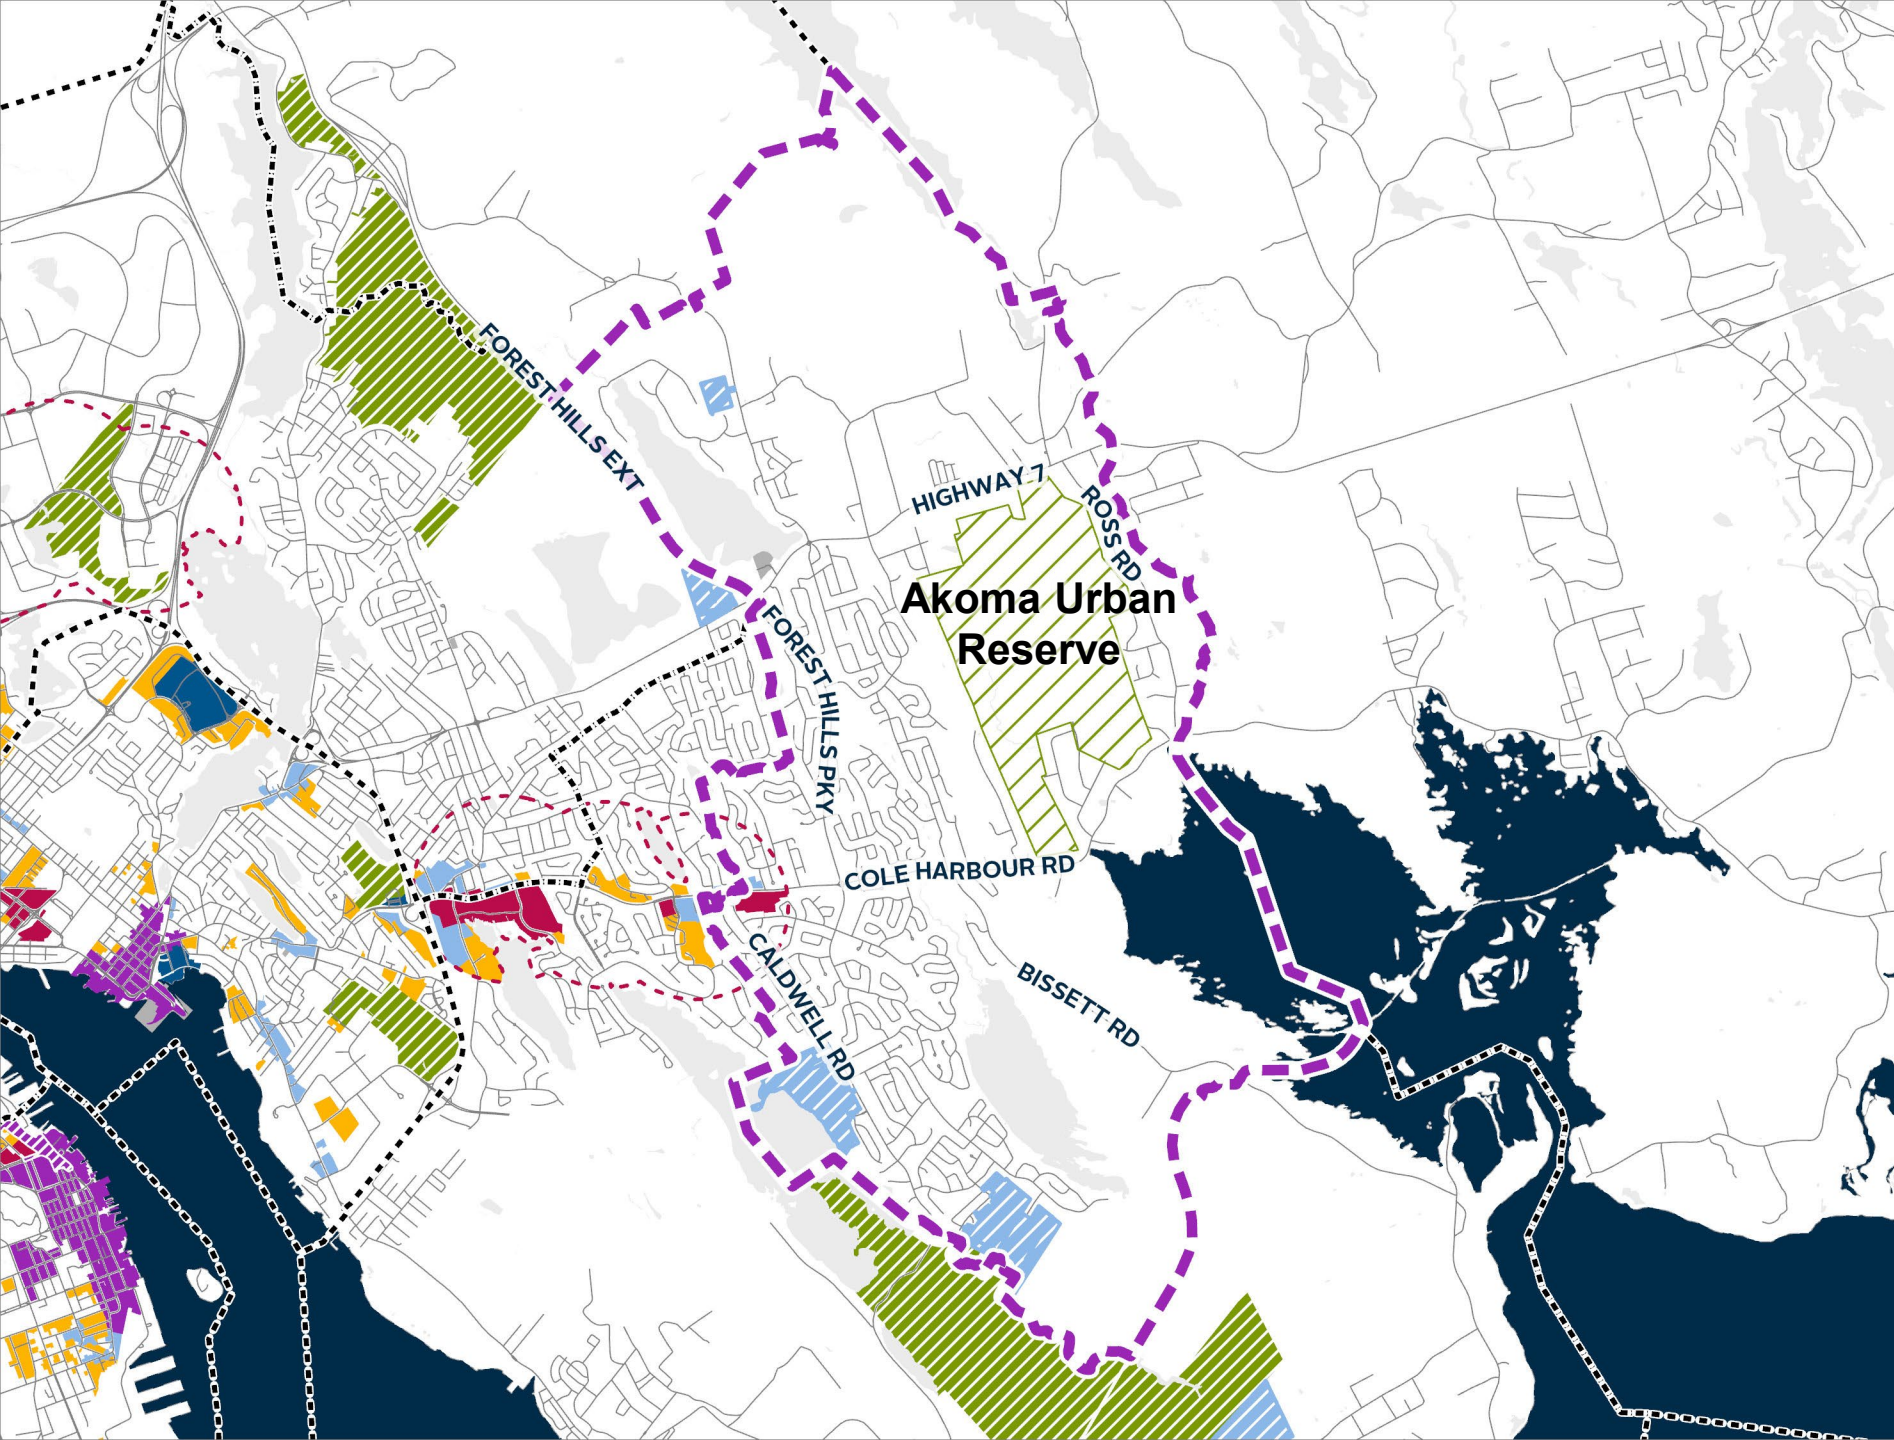 FOREST HILLS EXT
HIGHWAY 7
ROSS RD
Akoma Urban
Reserve
FOREST HILLS PKY
COLE HARBOUR RD
CALDWELL RD
BISSETT RD